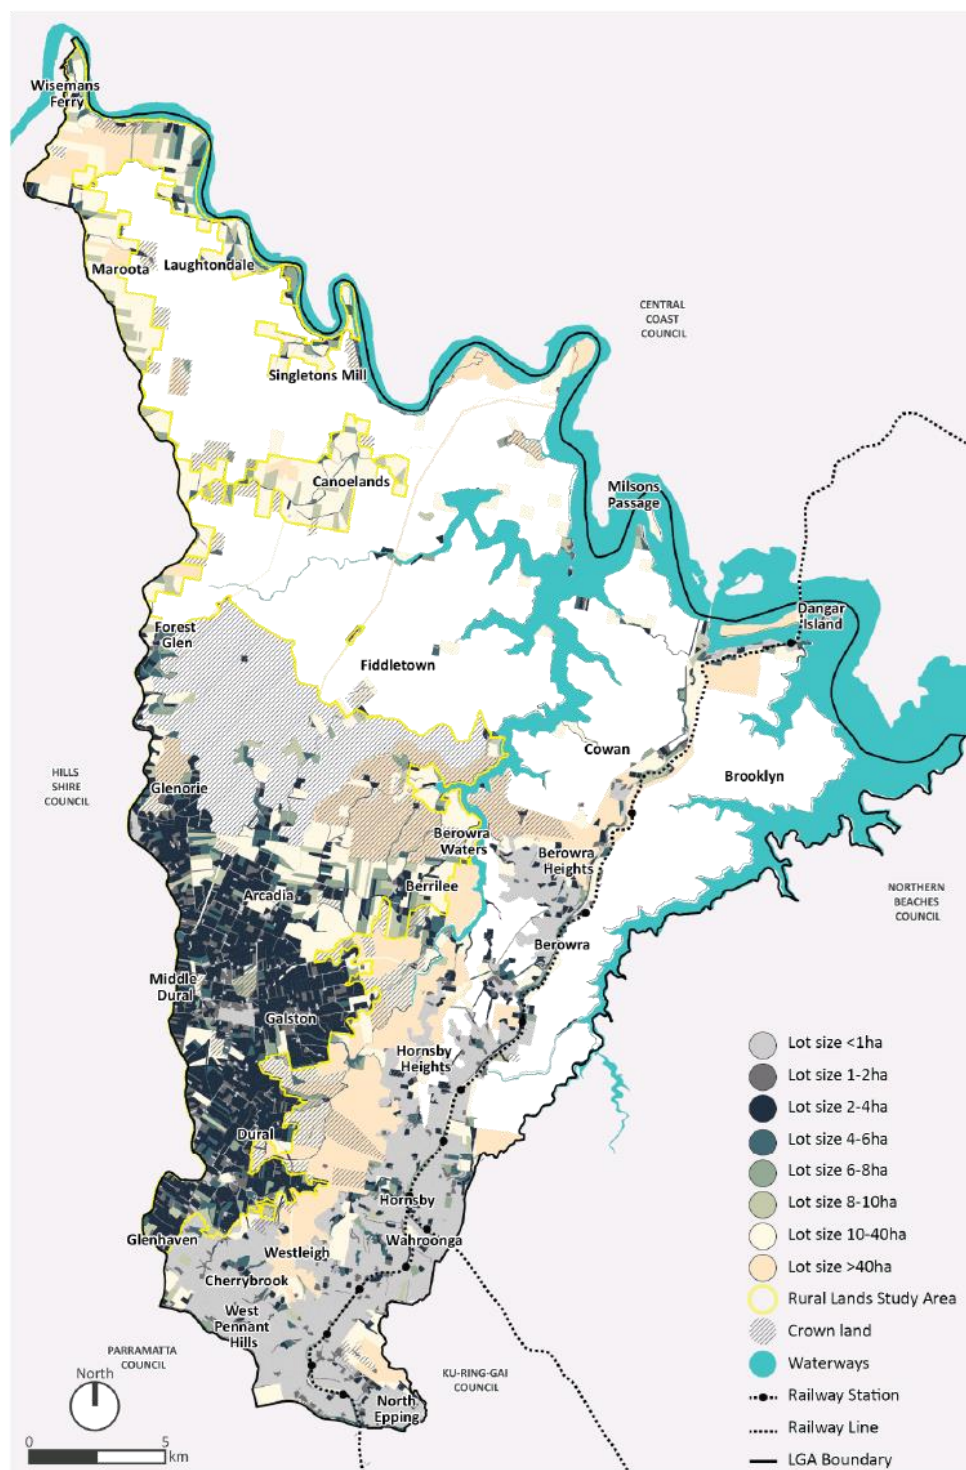 Wisemans
Ferry
Maroota
Laughtondale
CENTRAL
COAST
COUNCIL
Singletons Mill
Canoelands
Milsons
Passage
Dangar
Island
Forest
Glen
Fiddletown
Cowan
Brooklyn
HILLS
SHIRE
COUNCIL
Glenorie
Berowra
Waters
Berowra
Heights
Berrilee
Arcadia
NORTHERN
BEACHES
COUNCIL
Berowra
Middle
Dural
Galston
Hornsby
Heights
Dural
Hornsby
Glenhaven
Westleigh
Wahroonga
Cherrybrook
West
Pennant
Hills
PARRAMATTA
COUNCIL
KU-RING-GAI
COUNCIL
North
Epping
North
0
5
km
Lot size <1ha
Lot size 1-2ha
Lot size 2-4ha
Lot size 4-6ha
Lot size 6-8ha
Lot size 8-10ha
Lot size 10-40ha
Lot size >40ha
Rural Lands Study Area
Crown land
Waterways
Railway Station
Railway Line
LGA Boundary